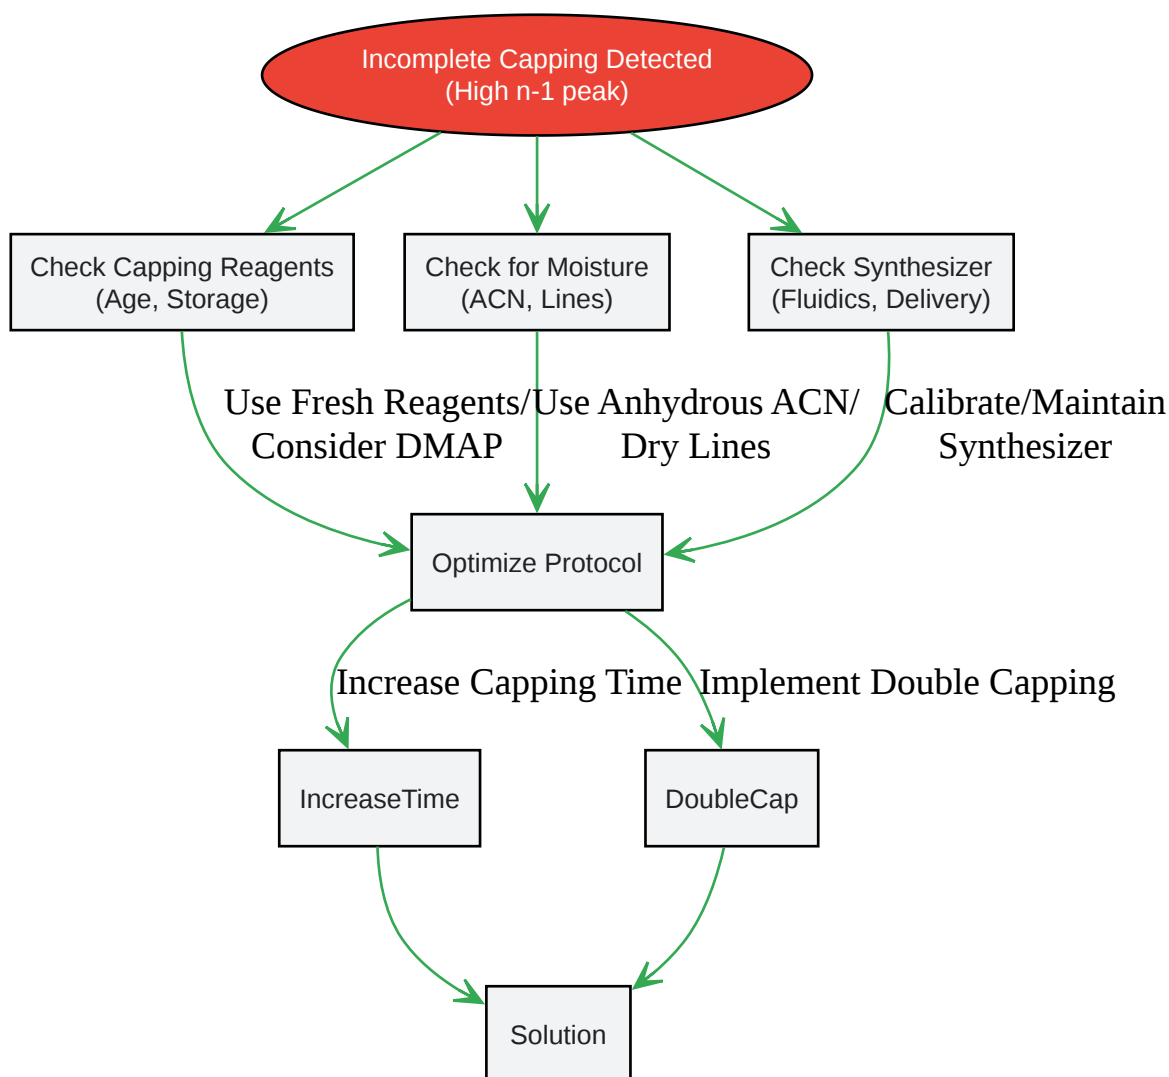 Incomplete Capping Detected
(High n-1 peak)
Check Capping Reagents
(Age, Storage)
Check for Moisture
(ACN, Lines)
Check Synthesizer
(Fluidics, Delivery)
Use Fresh Reagents/
Consider DMAP
Use Anhydrous ACN/
Dry Lines
Calibrate/Maintain
Synthesizer
Optimize Protocol
Increase Capping Time
Implement Double Capping
IncreaseTime
DoubleCap
Solution